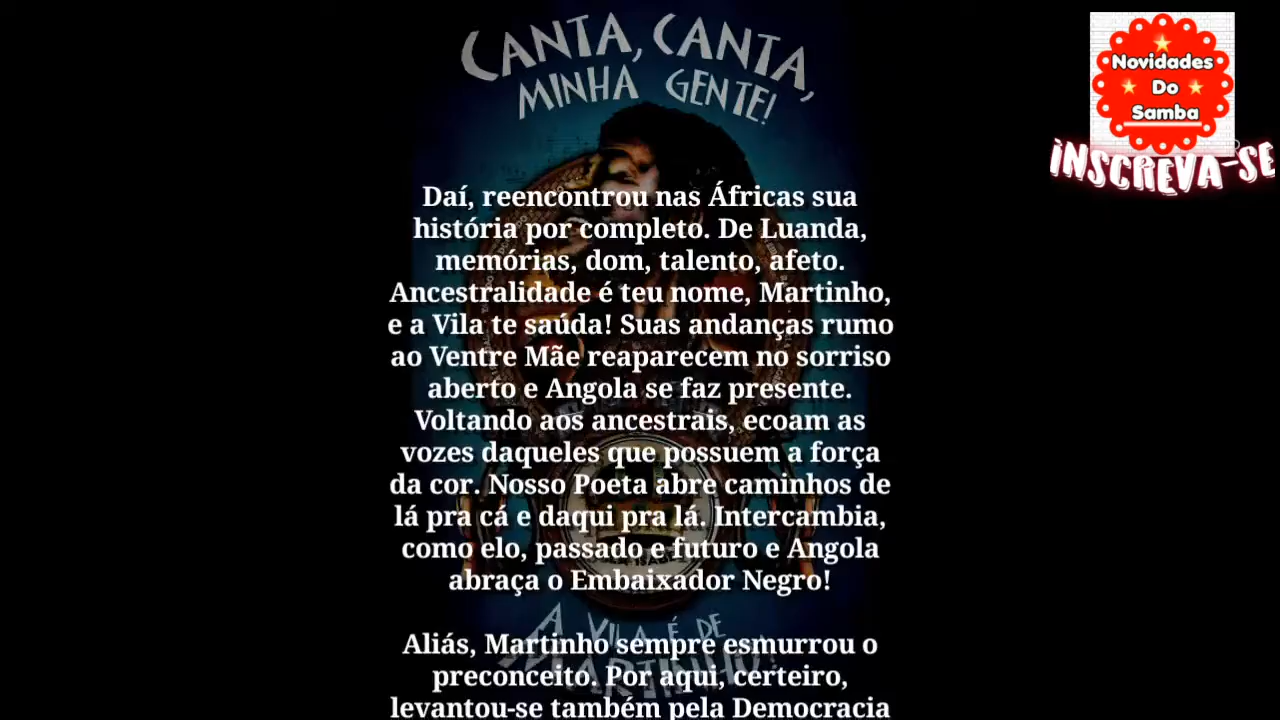 CANTA, CANTA,
MINHA GENTE!
Novidades
Do
Samba
INSCREVA-SE
Daí, reencontrou nas Áfricas sua
história por completo. De Luanda,
memórias, dom, talento, afeto.
Ancestralidade é teu nome, Martinho,
e a Vila te saúda! Suas andanças rumo
ao Ventre Mãe reaparecem no sorriso
aberto e Angola se faz presente.
Voltando aos ancestrais, ecoam as
vozes daqueles que possuem a força
da cor. Nosso Poeta abre caminhos de
lá pra cá e daqui pra lá. Intercambia,
como elo, passado e futuro e Angola
abraça o Embaixador Negro!
A VILA É DE
MARTINHO!
Aliás, Martinho sempre esmurrou o
preconceito. Por aqui, certeiro,
levantou-se também pela Democracia